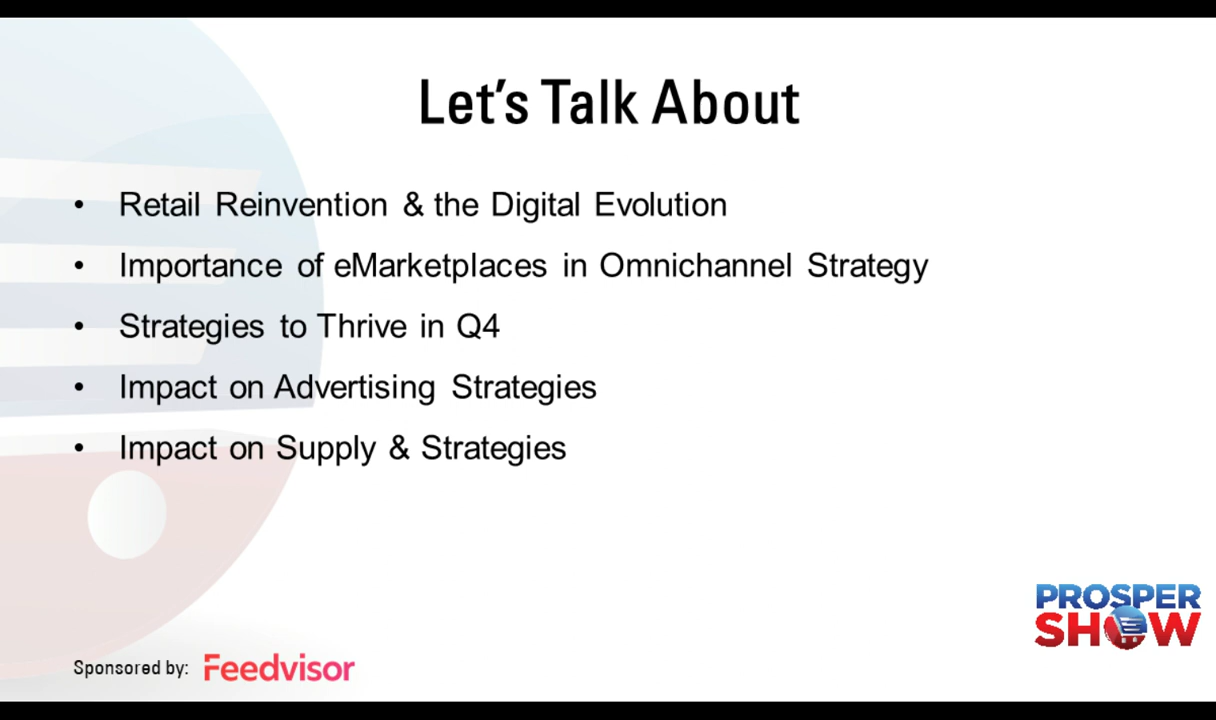 Let's Talk About
• Retail Reinvention & the Digital Evolution
• Importance of eMarketplaces in Omnichannel Strategy
• Strategies to Thrive in Q4
• Impact on Advertising Strategies
• Impact on Supply & Strategies
PROSPER
SHOW
Sponsored by: Feedvisor